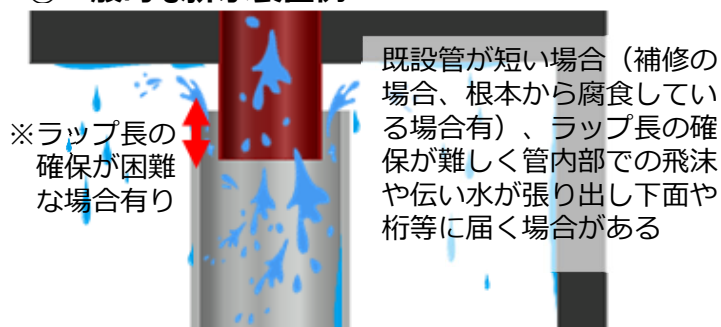 既設管が短い場合（補修の
場合、根本から腐食してい
る場合有）、ラップ長の確
保が難しく管内部での飛沫
や伝い水が張り出し下面や
桁等に届く場合がある
※ラップ長の
確保が困難
な場合有り